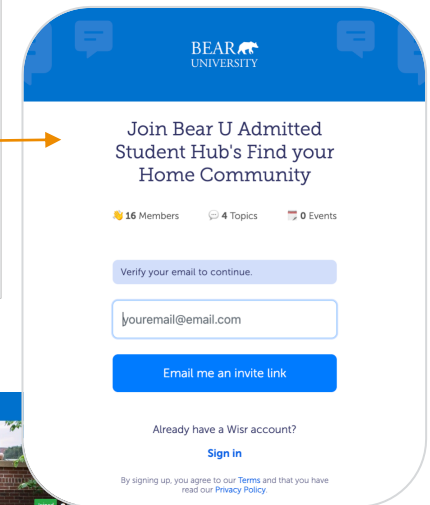 BEAR
UNIVERSITY
Join Bear U Admitted
Student Hub's Find your
Home Community
👋 16 Members 💬 4 Topics 📅 0 Events
Verify your email to continue.
youremail@email.com
Email me an invite link
Already have a Wisr account?
Sign in
By signing up, you agree to our Terms and that you have
read our Privacy Policy.